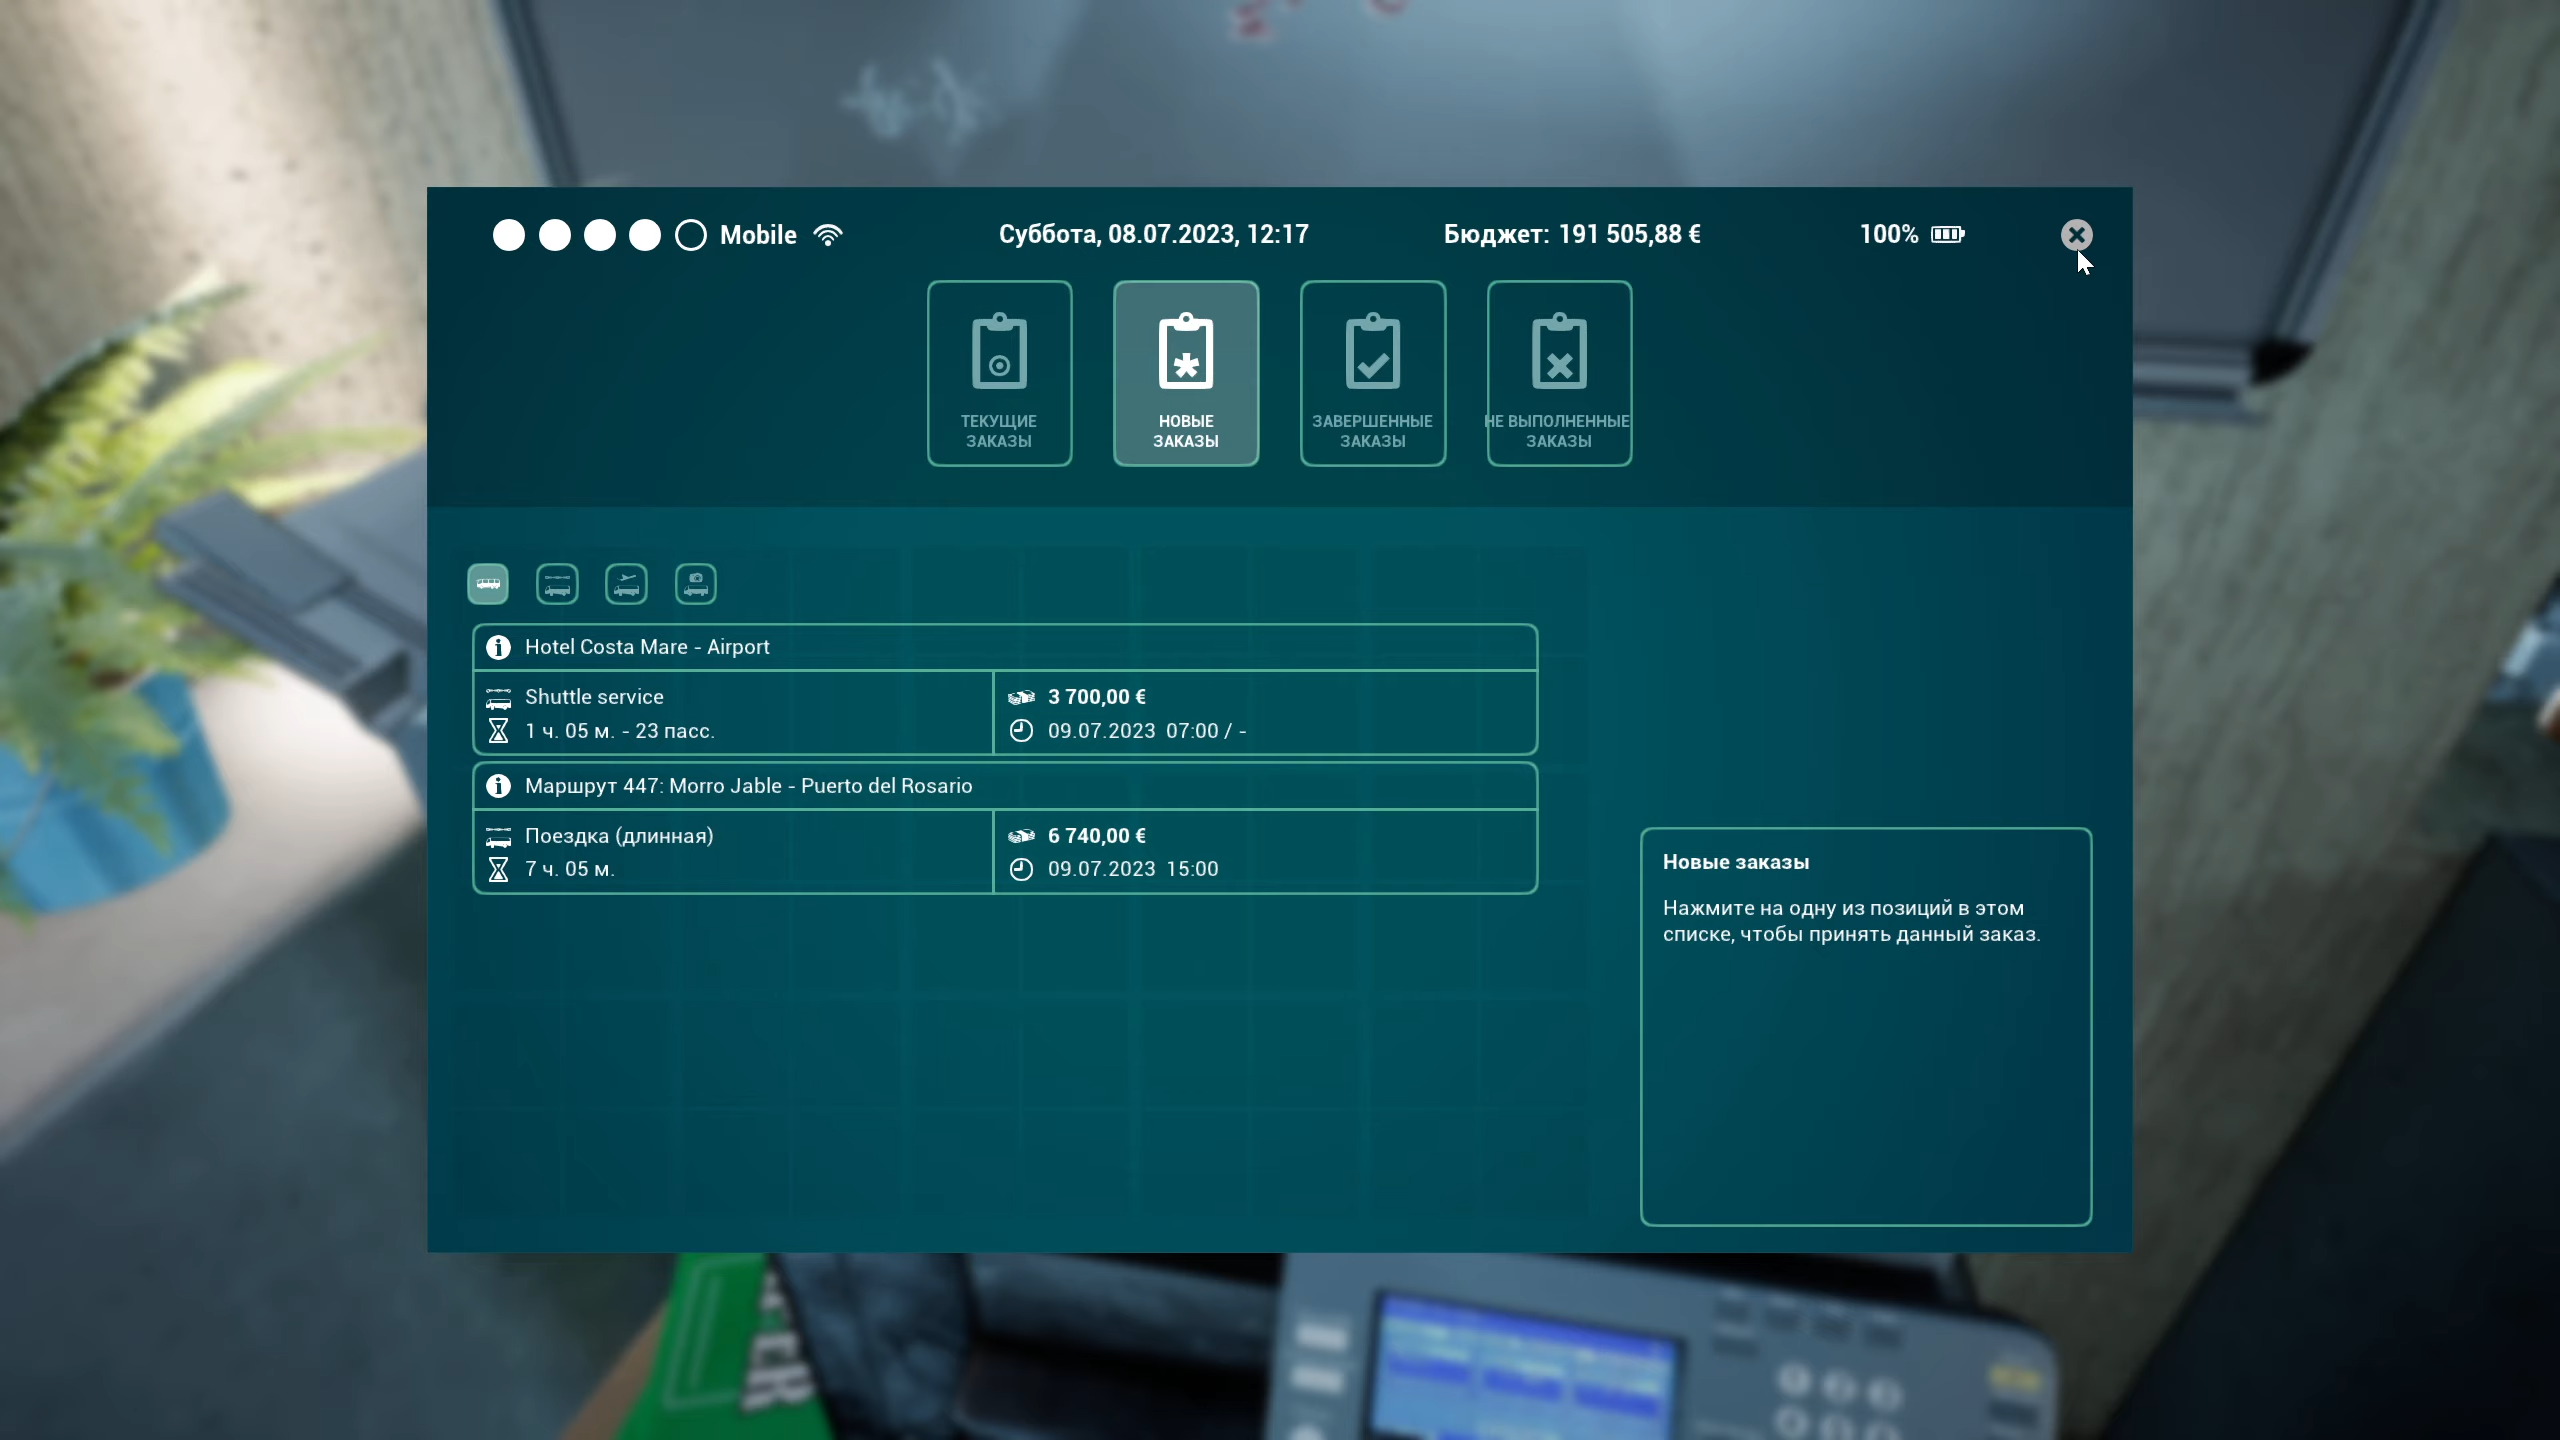 Mobile
Суббота, 08.07.2023, 12:17
Бюджет: 191 505,88 €
100%
ТЕКУЩИЕ
ЗАКАЗЫ
НОВЫЕ
ЗАКАЗЫ
ЗАВЕРШЕННЫЕ
ЗАКАЗЫ
НЕ ВЫПОЛНЕННЫЕ
ЗАКАЗЫ
Hotel Costa Mare - Airport
Shuttle service
3 700,00 €
1 ч. 05 м. - 23 пасс.
09.07.2023 07:00 / -
Маршрут 447: Morro Jable - Puerto del Rosario
Поездка (длинная)
6 740,00 €
7 ч. 05 м.
09.07.2023 15:00
Новые заказы
Нажмите на одну из позиций в этом
списке, чтобы принять данный заказ.